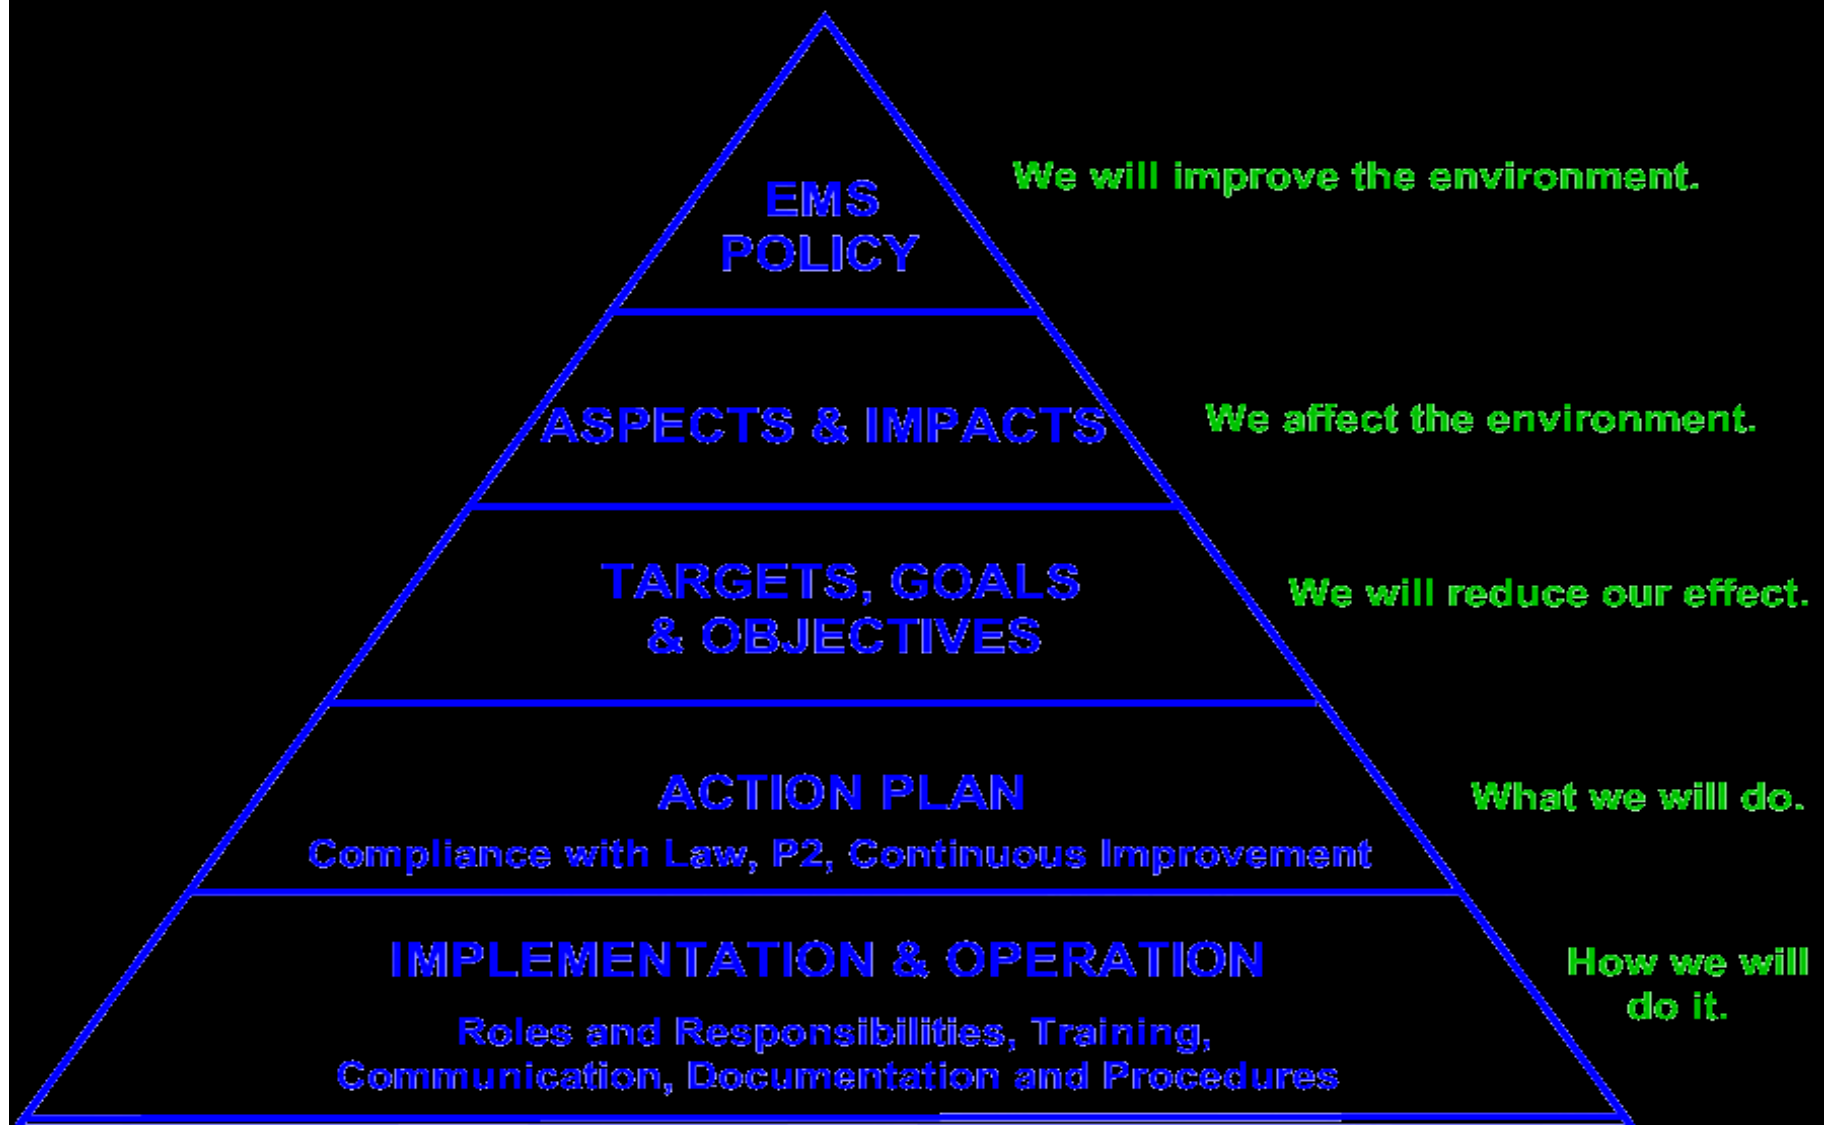 We will improve the environment.
EMS
POLICY
ASPECTS & IMPACTS
We affect the environment.
TARGETS, GOALS
& OBJECTIVES
We will reduce our effect.
ACTION PLAN
What we will do.
Compliance with Law, P2, Continuous Improvement
IMPLEMENTATION & OPERATION
How we will
do it.
Roles and Responsibilities, Training,
Communication, Documentation and Procedures